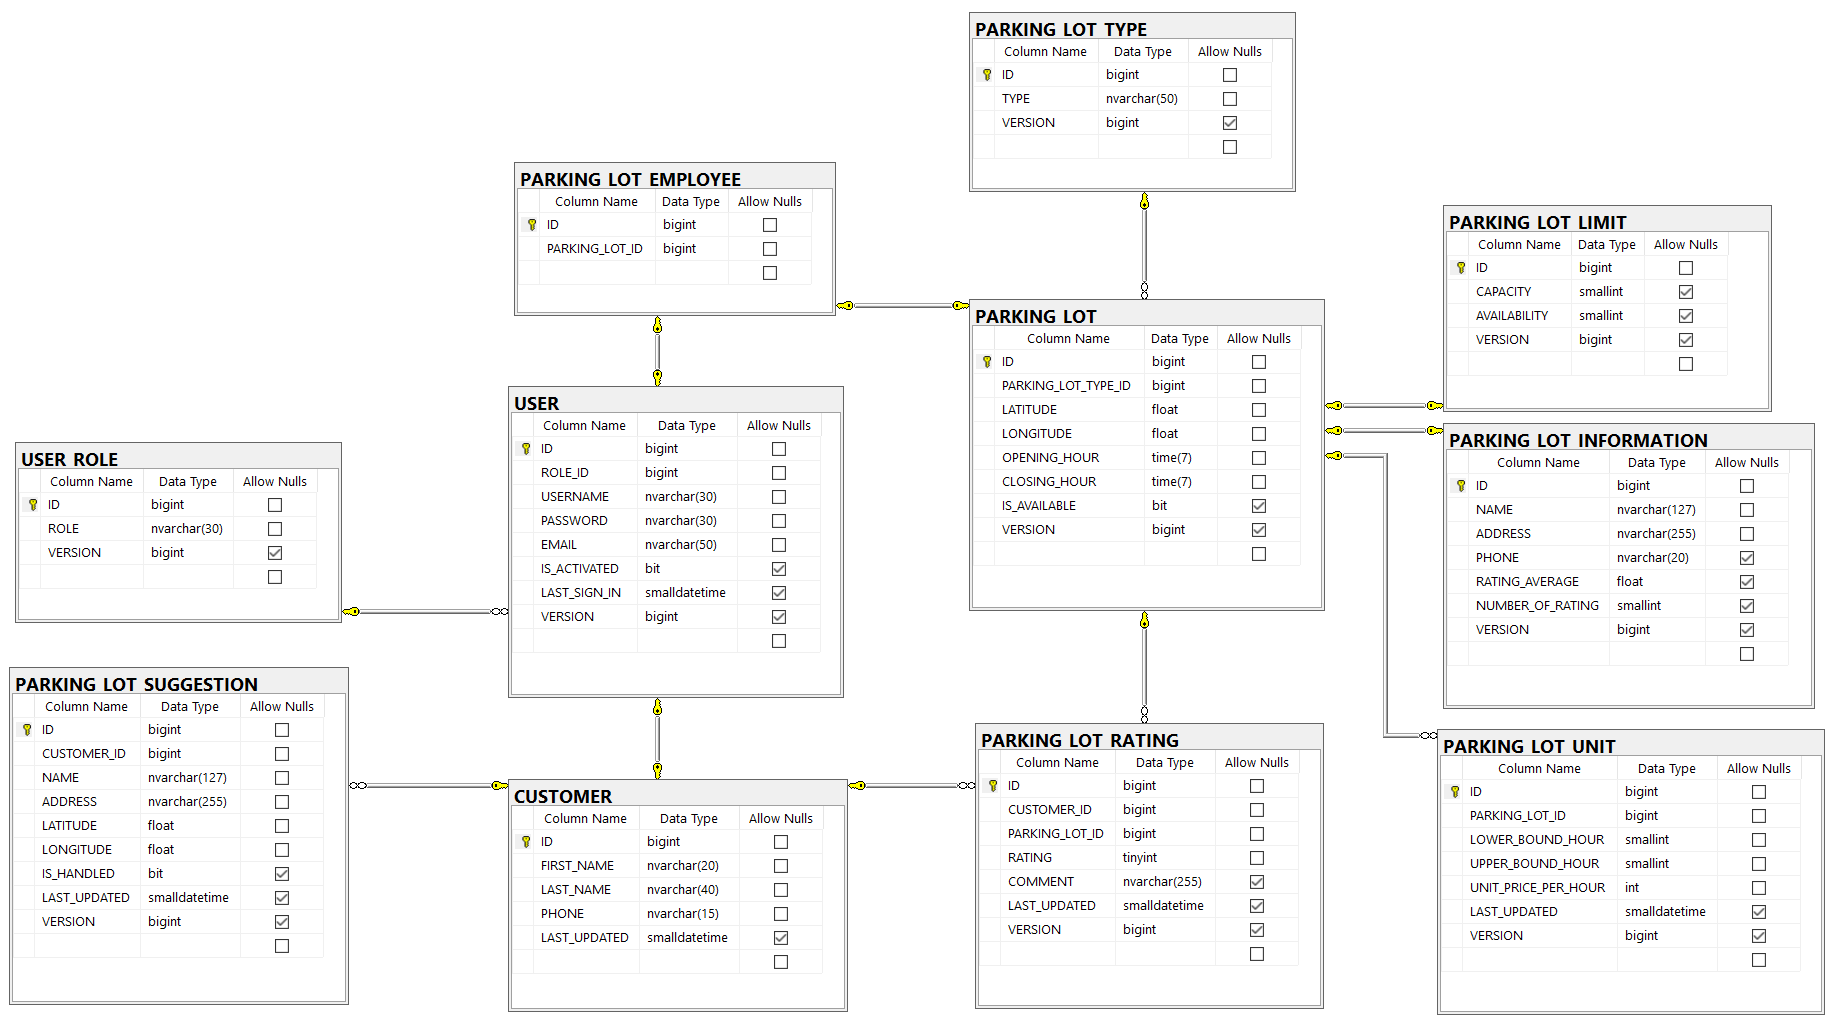 PARKING LOT TYPE
Column Name Data Type Allow Nulls
ID bigint
TYPE nvarchar(50)
VERSION bigint
PARKING LOT EMPLOYEE
Column Name Data Type Allow Nulls
ID bigint
PARKING_LOT_ID bigint
PARKING LOT LIMIT
Column Name Data Type Allow Nulls
ID bigint
CAPACITY smallint
AVAILABILITY smallint
VERSION bigint
PARKING LOT
Column Name Data Type Allow Nulls
ID bigint
PARKING_LOT_TYPE_ID bigint
LATITUDE float
LONGITUDE float
OPENING_HOUR time(7)
CLOSING_HOUR time(7)
IS_AVAILABLE bit
VERSION bigint
USER
Column Name Data Type Allow Nulls
ID bigint
ROLE_ID bigint
USERNAME nvarchar(30)
PASSWORD nvarchar(30)
EMAIL nvarchar(50)
IS_ACTIVATED bit
LAST_SIGN_IN smalldatetime
VERSION bigint
USER ROLE
Column Name Data Type Allow Nulls
ID bigint
ROLE nvarchar(30)
VERSION bigint
PARKING LOT INFORMATION
Column Name Data Type Allow Nulls
ID bigint
NAME nvarchar(127)
ADDRESS nvarchar(255)
PHONE nvarchar(20)
RATING_AVERAGE float
NUMBER_OF_RATING smallint
VERSION bigint
PARKING LOT SUGGESTION
Column Name Data Type Allow Nulls
ID bigint
CUSTOMER_ID bigint
NAME nvarchar(127)
ADDRESS nvarchar(255)
LATITUDE float
LONGITUDE float
IS_HANDLED bit
LAST_UPDATED smalldatetime
VERSION bigint
CUSTOMER
Column Name Data Type Allow Nulls
ID bigint
FIRST_NAME nvarchar(20)
LAST_NAME nvarchar(40)
PHONE nvarchar(15)
LAST_UPDATED smalldatetime
PARKING LOT RATING
Column Name Data Type Allow Nulls
ID bigint
CUSTOMER_ID bigint
PARKING_LOT_ID bigint
RATING tinyint
COMMENT nvarchar(255)
LAST_UPDATED smalldatetime
VERSION bigint
PARKING LOT UNIT
Column Name Data Type Allow Nulls
ID bigint
PARKING_LOT_ID bigint
LOWER_BOUND_HOUR smallint
UPPER_BOUND_HOUR smallint
UNIT_PRICE_PER_HOUR int
LAST_UPDATED smalldatetime
VERSION bigint